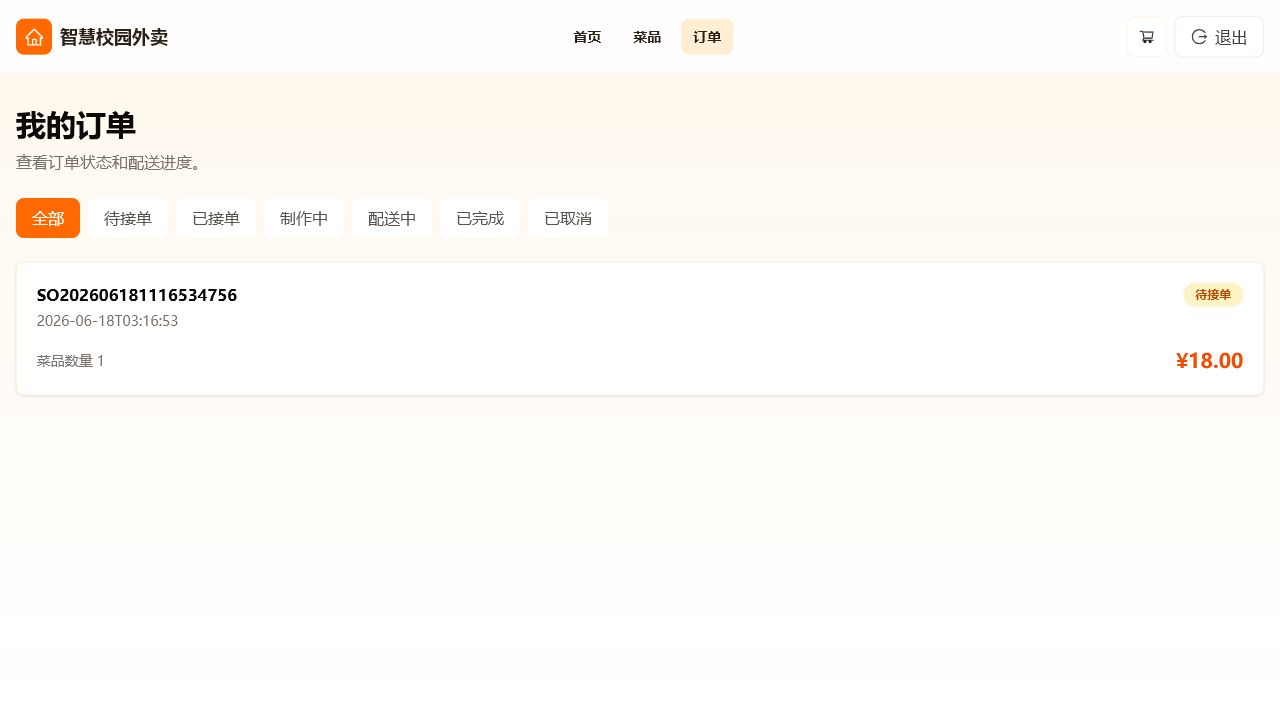 智慧校园外卖
首页
菜品
订单
退出
我的订单
查看订单状态和配送进度。
全部
待接单
已接单
制作中
配送中
已完成
已取消
SO202606181116534756
待接单
2026-06-18T03:16:53
菜品数量 1
¥18.00